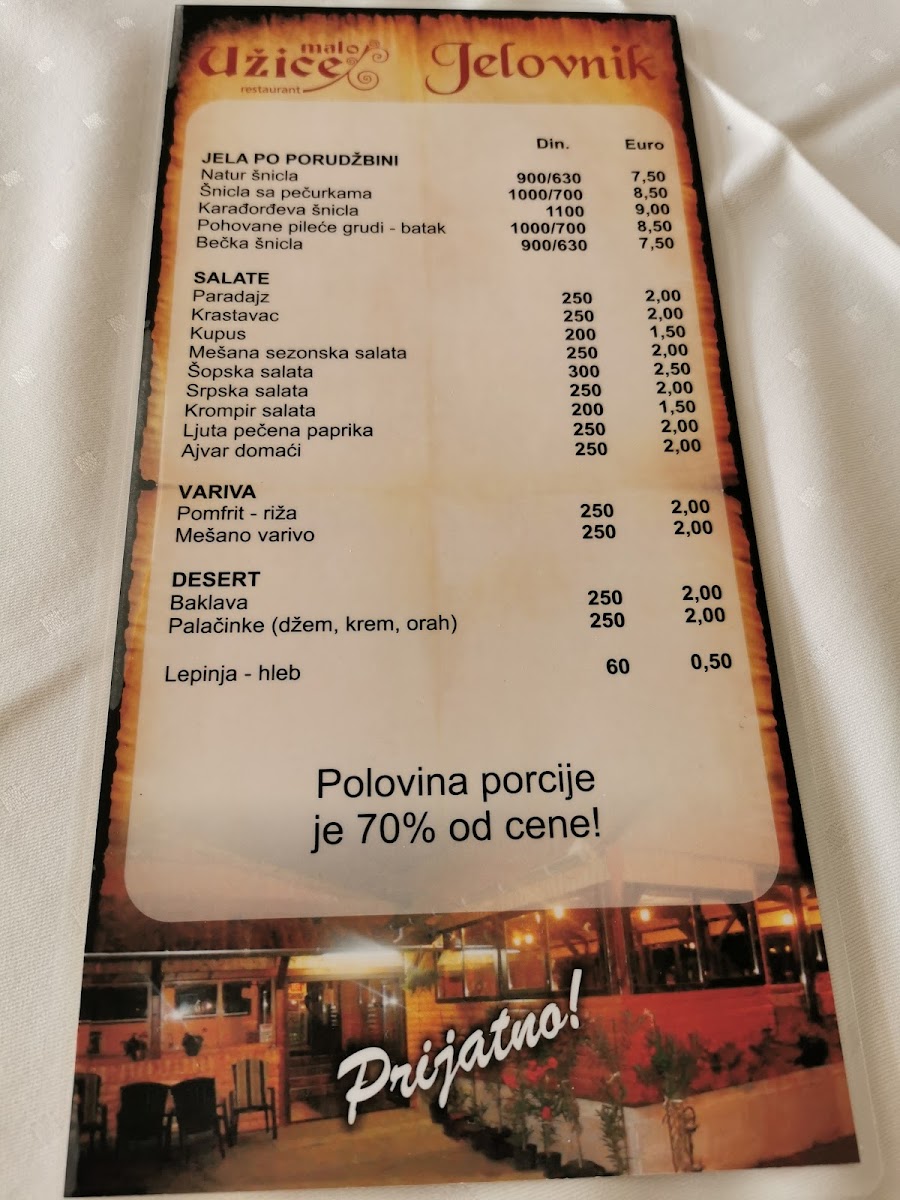 malo
Užice Jelovnik
restaurant
Din. Euro
JELA PO PORUDŽBINI
Natur šnicla 900/630 7,50
Šnicla sa pečurkama 1000/700 8,50
Karađorđeva šnicla 1100 9,00
Pohovane pileće grudi - batak 1000/700 8,50
Bečka šnicla 900/630 7,50
SALATE
Paradajz 250 2,00
Krastavac 250 2,00
Kupus 200 1,50
Mešana sezonska salata 250 2,00
Šopska salata 300 2,50
Srpska salata 250 2,00
Krompir salata 200 1,50
Ljuta pečena paprika 250 2,00
Ajvar domaći 250 2,00
VARIVA
Pomfrit - riža 250 2,00
Mešano varivo 250 2,00
DESERT
Baklava 250 2,00
Palačinke (džem, krem, orah) 250 2,00
Lepinja - hleb 60 0,50
Polovina porcije
je 70% od cene!
Prijatno!